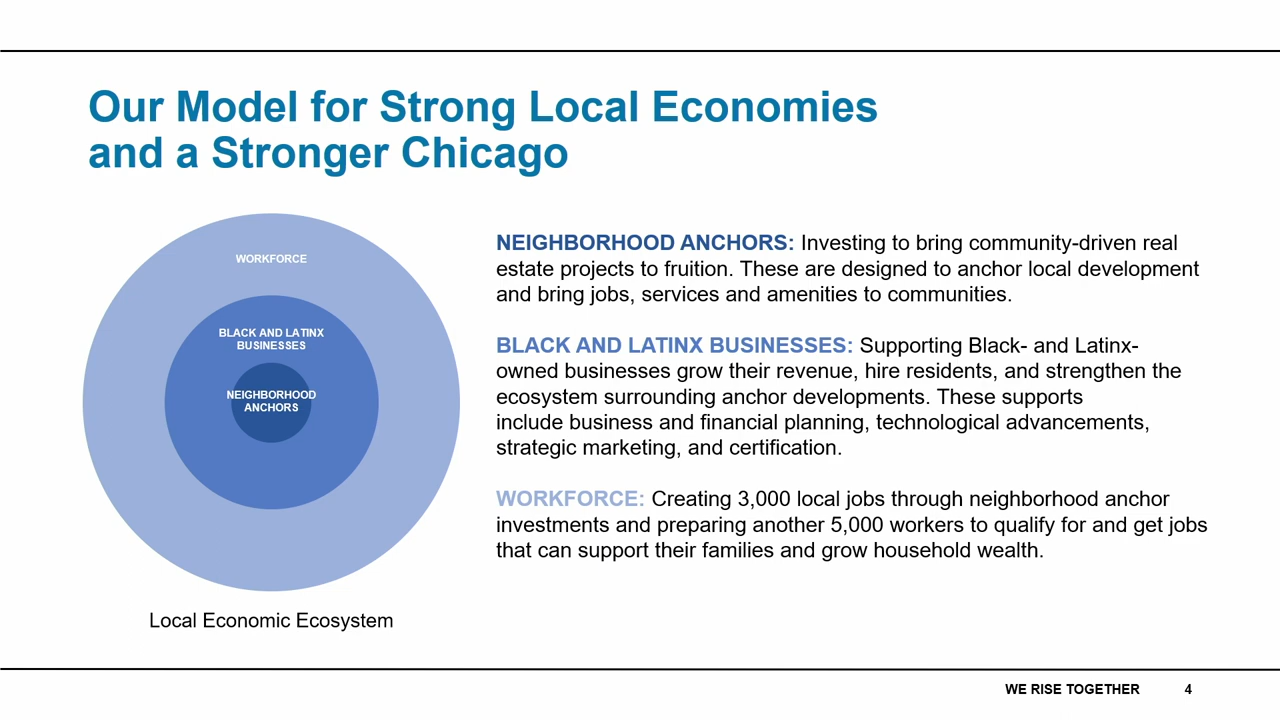 Our Model for Strong Local Economies
and a Stronger Chicago
WORKFORCE
BLACK AND LATINX
BUSINESSES
NEIGHBORHOOD
ANCHORS
Local Economic Ecosystem
NEIGHBORHOOD ANCHORS: Investing to bring community-driven real
estate projects to fruition. These are designed to anchor local development
and bring jobs, services and amenities to communities.
BLACK AND LATINX BUSINESSES: Supporting Black- and Latinx-
owned businesses grow their revenue, hire residents, and strengthen the
ecosystem surrounding anchor developments. These supports
include business and financial planning, technological advancements,
strategic marketing, and certification.
WORKFORCE: Creating 3,000 local jobs through neighborhood anchor
investments and preparing another 5,000 workers to qualify for and get jobs
that can support their families and grow household wealth.
WE RISE TOGETHER 4